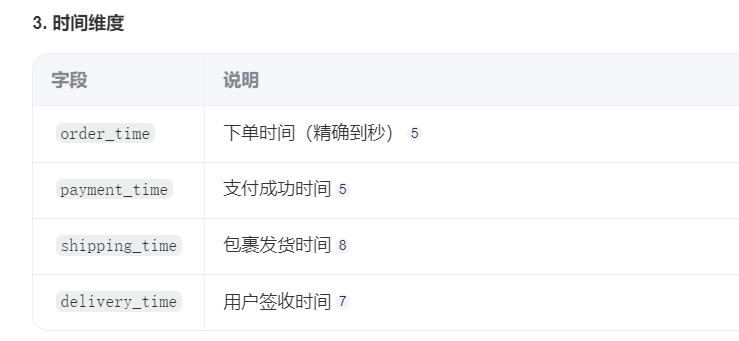 3. 时间维度
字段 说明
order_time 下单时间（精确到秒） 5
payment_time 支付成功时间 5
shipping_time 包裹发货时间 8
delivery_time 用户签收时间 7